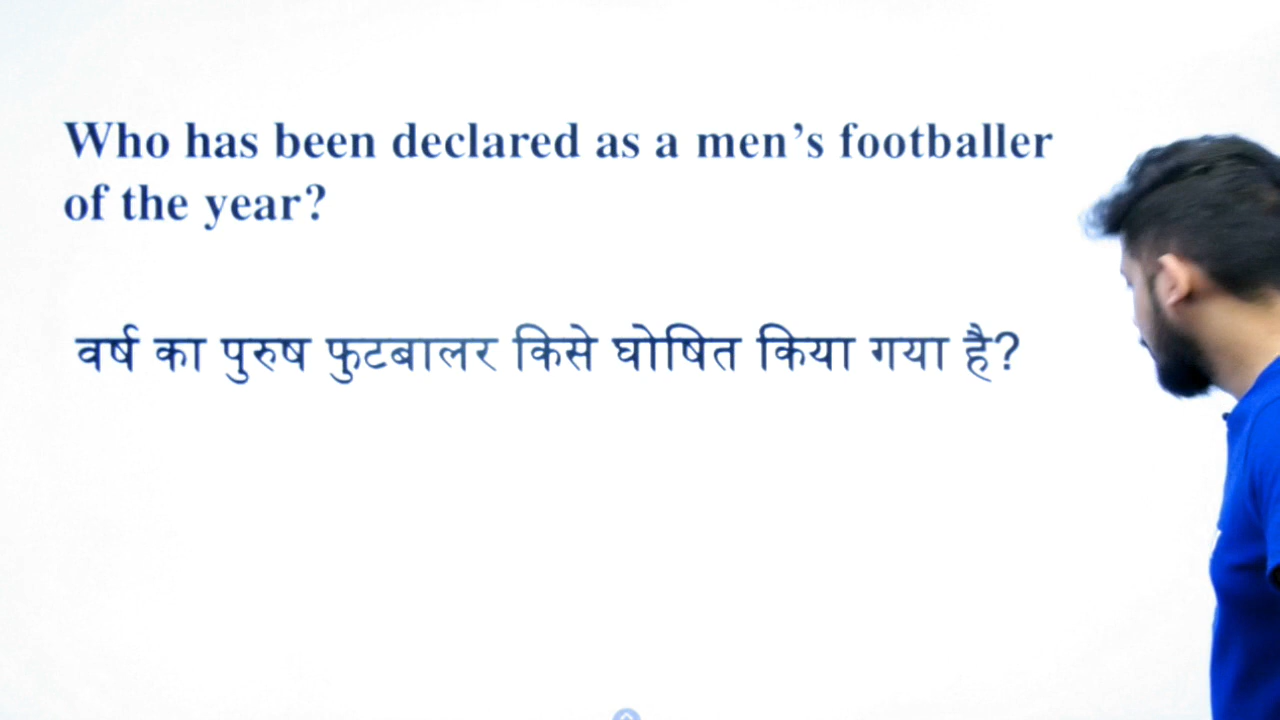 Who has been declared as a men’s footballer
of the year?
वर्ष का पुरुष फुटबालर किसे घोषित किया गया है?